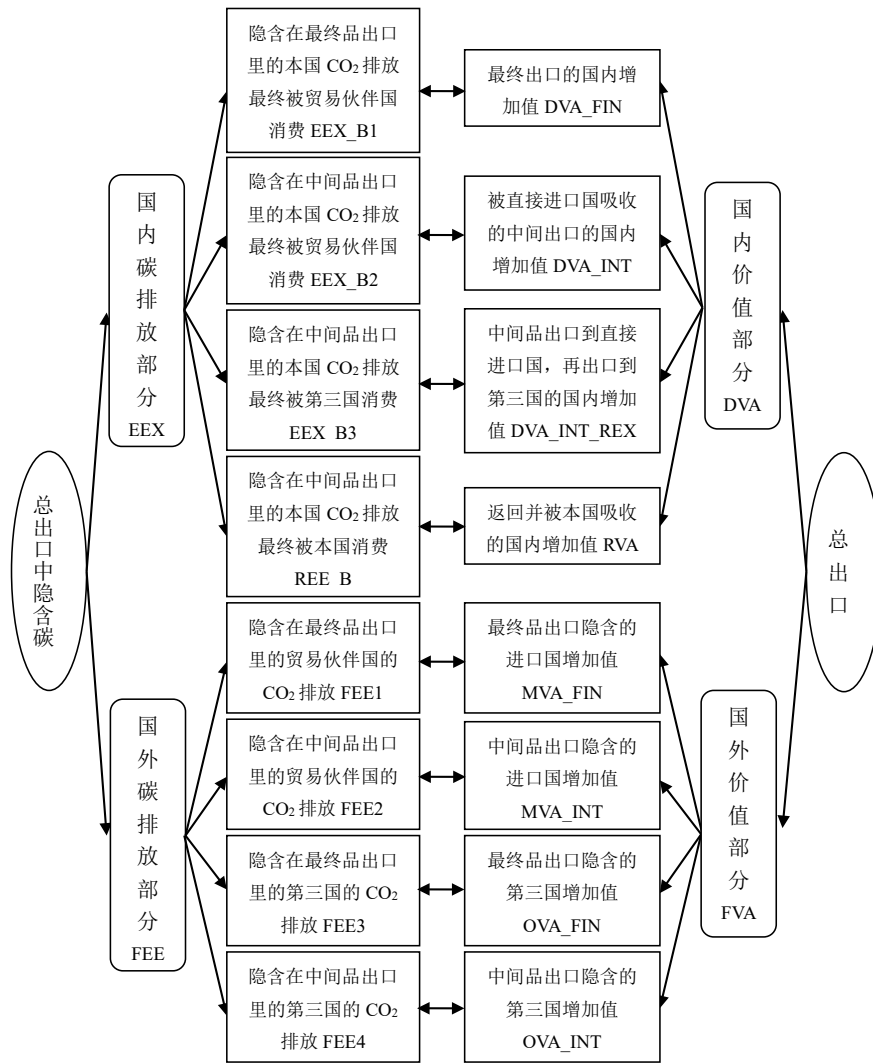 总出口中隐含碳
国内碳排放部分
EEX
国外碳排放部分
FEE
隐含在最终品出口
里的本国 CO₂ 排放
最终被贸易伙伴国
消费 EEX_B1
隐含在中间品出口
里的本国 CO₂ 排放
最终被贸易伙伴国
消费 EEX_B2
隐含在中间品出口
里的本国 CO₂ 排放
最终被第三国消费
EEX_B3
隐含在中间品出口
里的本国 CO₂ 排放
最终被本国消费
REE_B
隐含在最终品出口
里的贸易伙伴国的
CO₂ 排放 FEE1
隐含在中间品出口
里的贸易伙伴国的
CO₂ 排放 FEE2
隐含在最终品出口
里的第三国的 CO₂
排放 FEE3
隐含在中间品出口
里的第三国的 CO₂
排放 FEE4
最终出口的国内增
加值 DVA_FIN
被直接进口国吸收
的中间出口的国内
增加值 DVA_INT
中间品出口到直接
进口国，再出口到
第三国的国内增加
值 DVA_INT_REX
返回并被本国吸收
的国内增加值 RVA
最终品出口隐含的
进口国增加值
MVA_FIN
中间品出口隐含的
进口国增加值
MVA_INT
最终品出口隐含的
第三国增加值
OVA_FIN
中间品出口隐含的
第三国增加值
OVA_INT
国内价值部分
DVA
国外价值部分
FVA
总出口